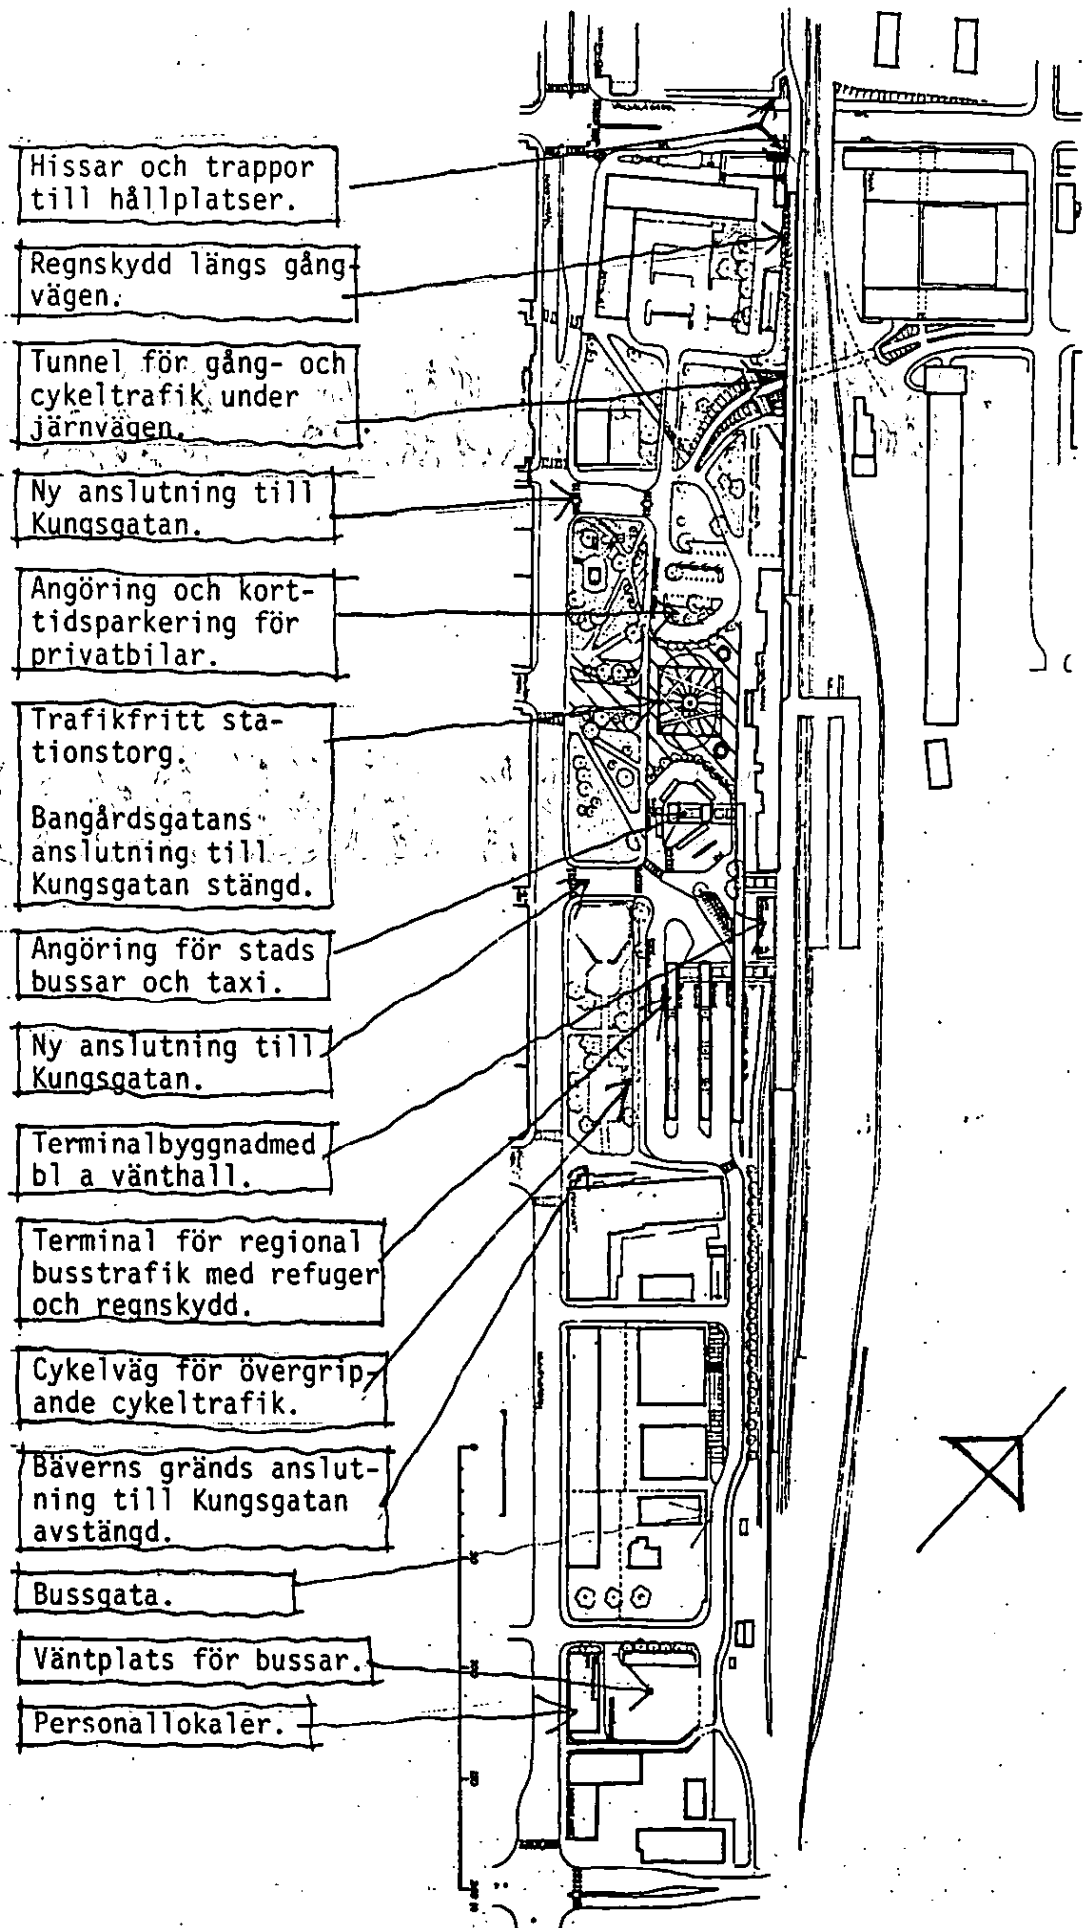 Hissar och trappor
till hållplatser.
Regnskydd längs gång-
vägen.
Tunnel för gång- och
cykeltrafik under
järnvägen.
Ny anslutning till
Kungsgatan.
Angöring och kort-
tidsparkering för
privatbilar.
Trafikfritt sta-
tionstorg.
Bangårdsgatans
anslutning till
Kungsgatan stängd.
Angöring för stads
bussar och taxi.
Ny anslutning till
Kungsgatan.
Terminalbyggnadmed
bl a vänthall.
Terminal för regional
busstrafik med refuger
och regnskydd.
Cykelväg för övergrip-
ande cykeltrafik.
Bäverns gränds anslut-
ning till Kungsgatan
avstängd.
Bussgata.
Väntplats för bussar.
Personallokaler.